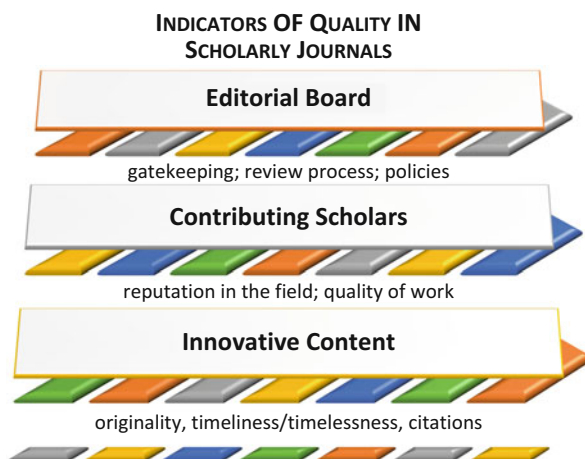 INDICATORS OF QUALITY IN
SCHOLARLY JOURNALS
Editorial Board
gatekeeping; review process; policies
Contributing Scholars
reputation in the field; quality of work
Innovative Content
originality, timeliness/timelessness, citations